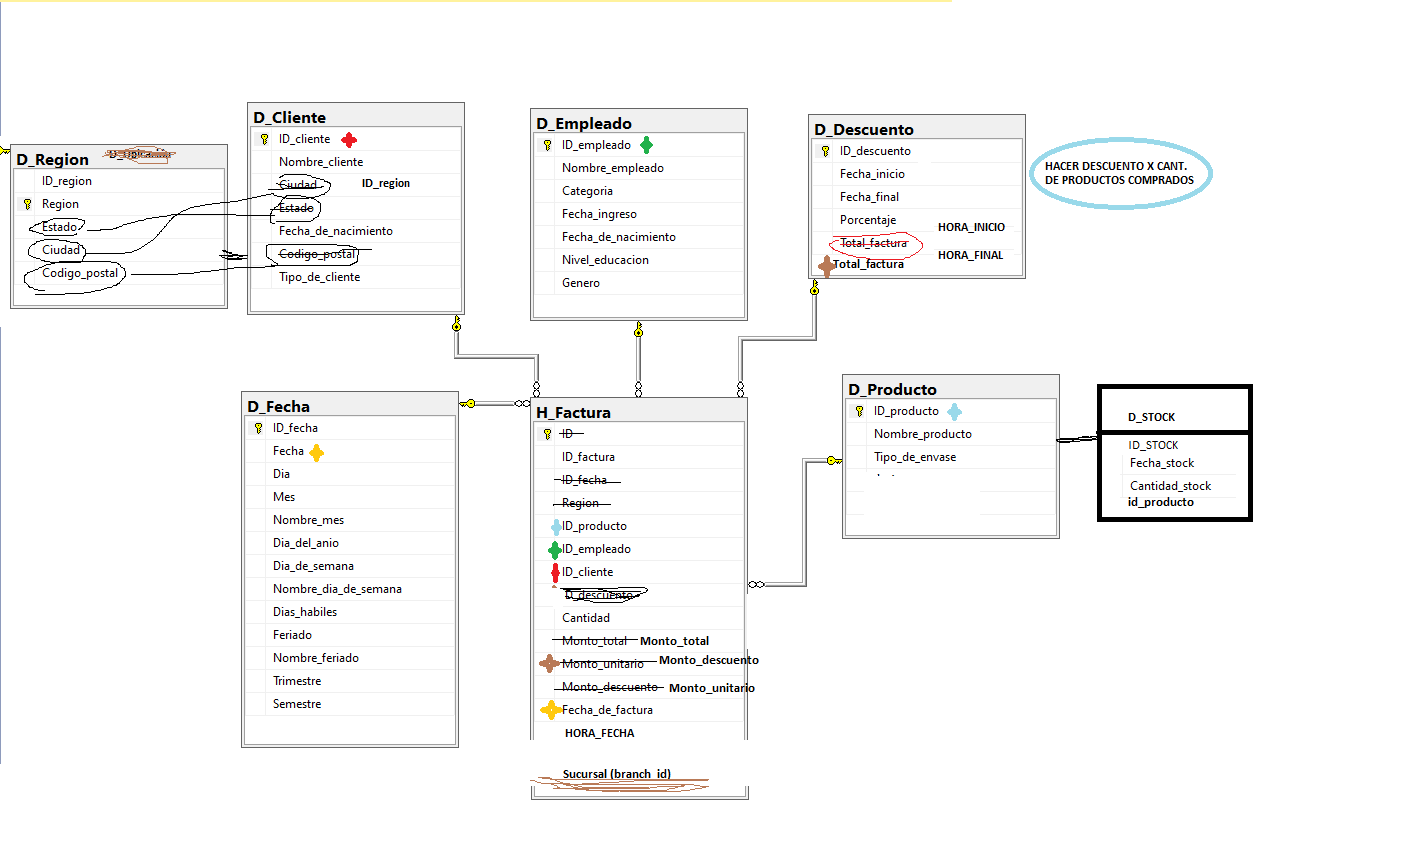 D_Region
ID_region
Region
Estado
Ciudad
Codigo_postal
D_Cliente
ID_cliente
Nombre_cliente
Ciudad
ID_region
Estado
Fecha_de_nacimiento
Codigo_postal
Tipo_de_cliente
D_Empleado
ID_empleado
Nombre_empleado
Categoria
Fecha_ingreso
Fecha_de_nacimiento
Nivel_educacion
Genero
D_Descuento
ID_descuento
Fecha_inicio
Fecha_final
Porcentaje
HORA_INICIO
Total_factura
HORA_FINAL
Total_factura
HACER DESCUENTO X CANT.
DE PRODUCTOS COMPRADOS
D_Fecha
ID_fecha
Fecha
Dia
Mes
Nombre_mes
Dia_del_anio
Dia_de_semana
Nombre_dia_de_semana
Dias_habiles
Feriado
Nombre_feriado
Trimestre
Semestre
H_Factura
ID
ID_factura
ID_fecha
Region
ID_producto
ID_empleado
ID_cliente
D_descuento
Cantidad
Monto_total Monto_total
Monto_unitario Monto_descuento
Monto_descuento Monto_unitario
Fecha_de_factura
HORA_FECHA
Sucursal (branch_id)
D_Producto
ID_producto
Nombre_producto
Tipo_de_envase
D_STOCK
ID_STOCK
Fecha_stock
Cantidad_stock
id_producto